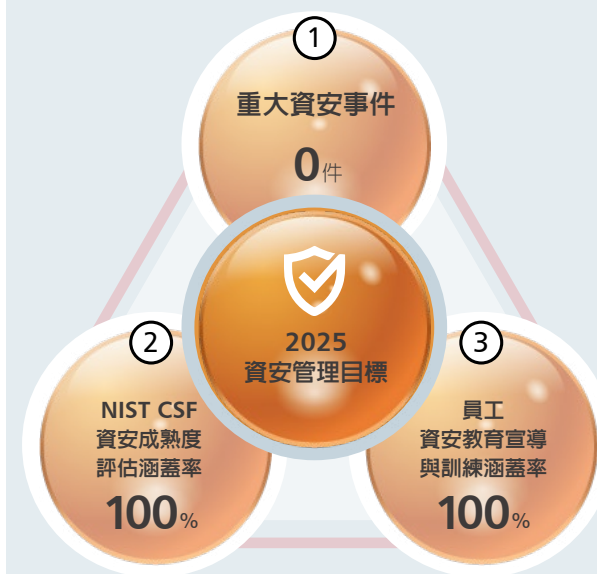 1
重大資安事件
0件
2025
資安管理目標
2
NIST CSF
資安成熟度
評估涵蓋率
100%
3
員工
資安教育宣導
與訓練涵蓋率
100%